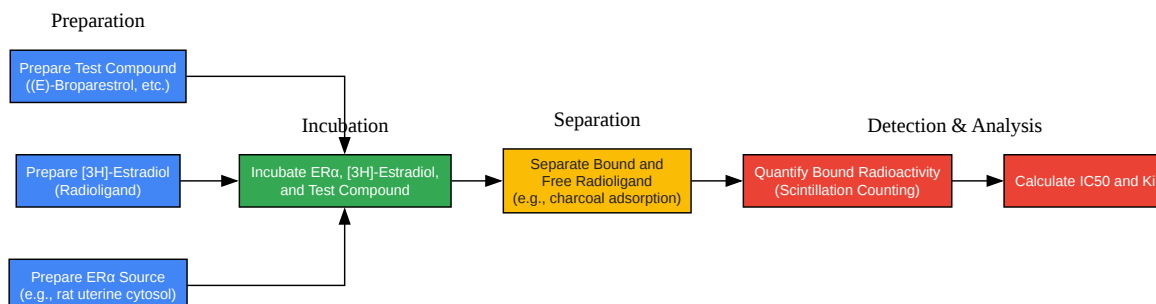 Preparation
Prepare Test Compound
((E)-Broparestrol, etc.)
Prepare [3H]-Estradiol
(Radioligand)
Prepare ERα Source
(e.g., rat uterine cytosol)
Incubation
Incubate ERα, [3H]-Estradiol,
and Test Compound
Separation
Separate Bound and
Free Radioligand
(e.g., charcoal adsorption)
Detection & Analysis
Quantify Bound Radioactivity
(Scintillation Counting)
Calculate IC50 and Ki